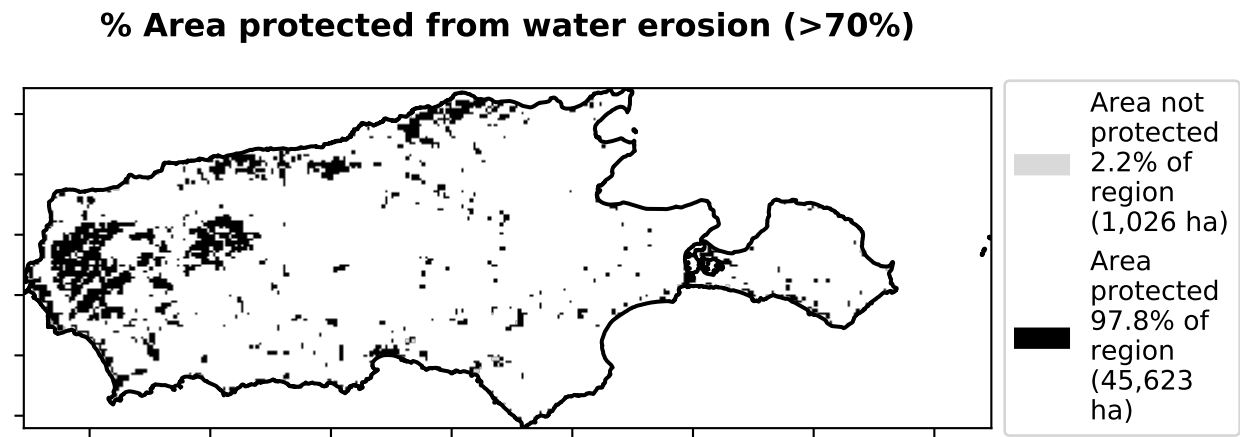 % Area protected from water erosion (>70%)
Area not
protected
2.2% of
region
(1,026 ha)
Area
protected
97.8% of
region
(45,623
ha)